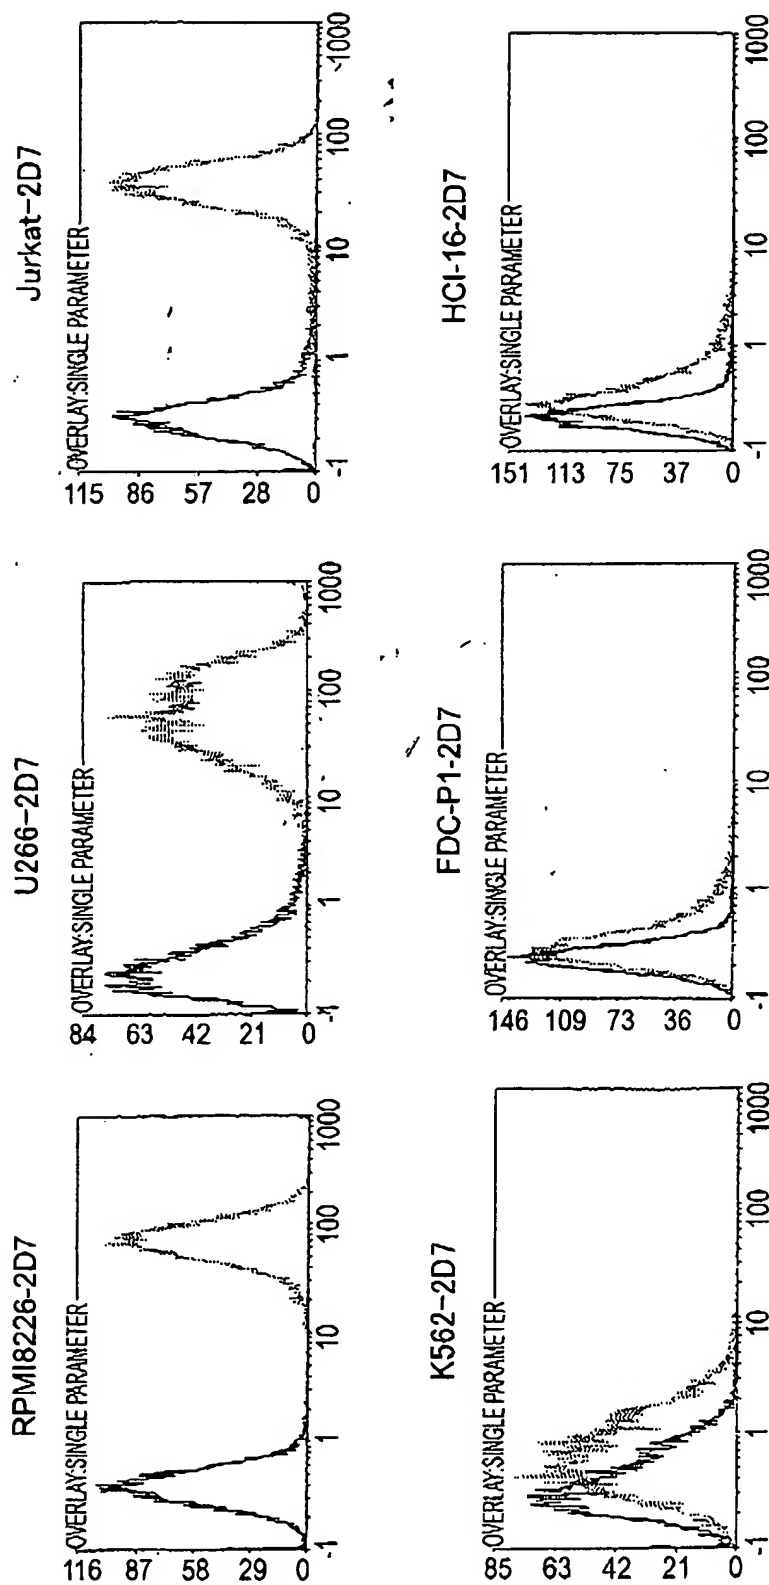 RPMI8226-2D7
OVERLAY:SINGLE PARAMETER
116 87 58 29 0
-1 1 10 100 1000
U266-2D7
OVERLAY:SINGLE PARAMETER
84 63 42 21 0
-1 1 10 100 1000
Jurkat-2D7
OVERLAY:SINGLE PARAMETER
115 86 57 28 0
-1 1 10 100 -1000
K562-2D7
OVERLAY:SINGLE PARAMETER
85 63 42 21 0
-1 1 10 100 1000
FDC-P1-2D7
OVERLAY:SINGLE PARAMETER
146 109 73 36 0
-1 1 10 100 1000
HCI-16-2D7
OVERLAY:SINGLE PARAMETER
151 113 75 37 0
-1 1 10 100 1000